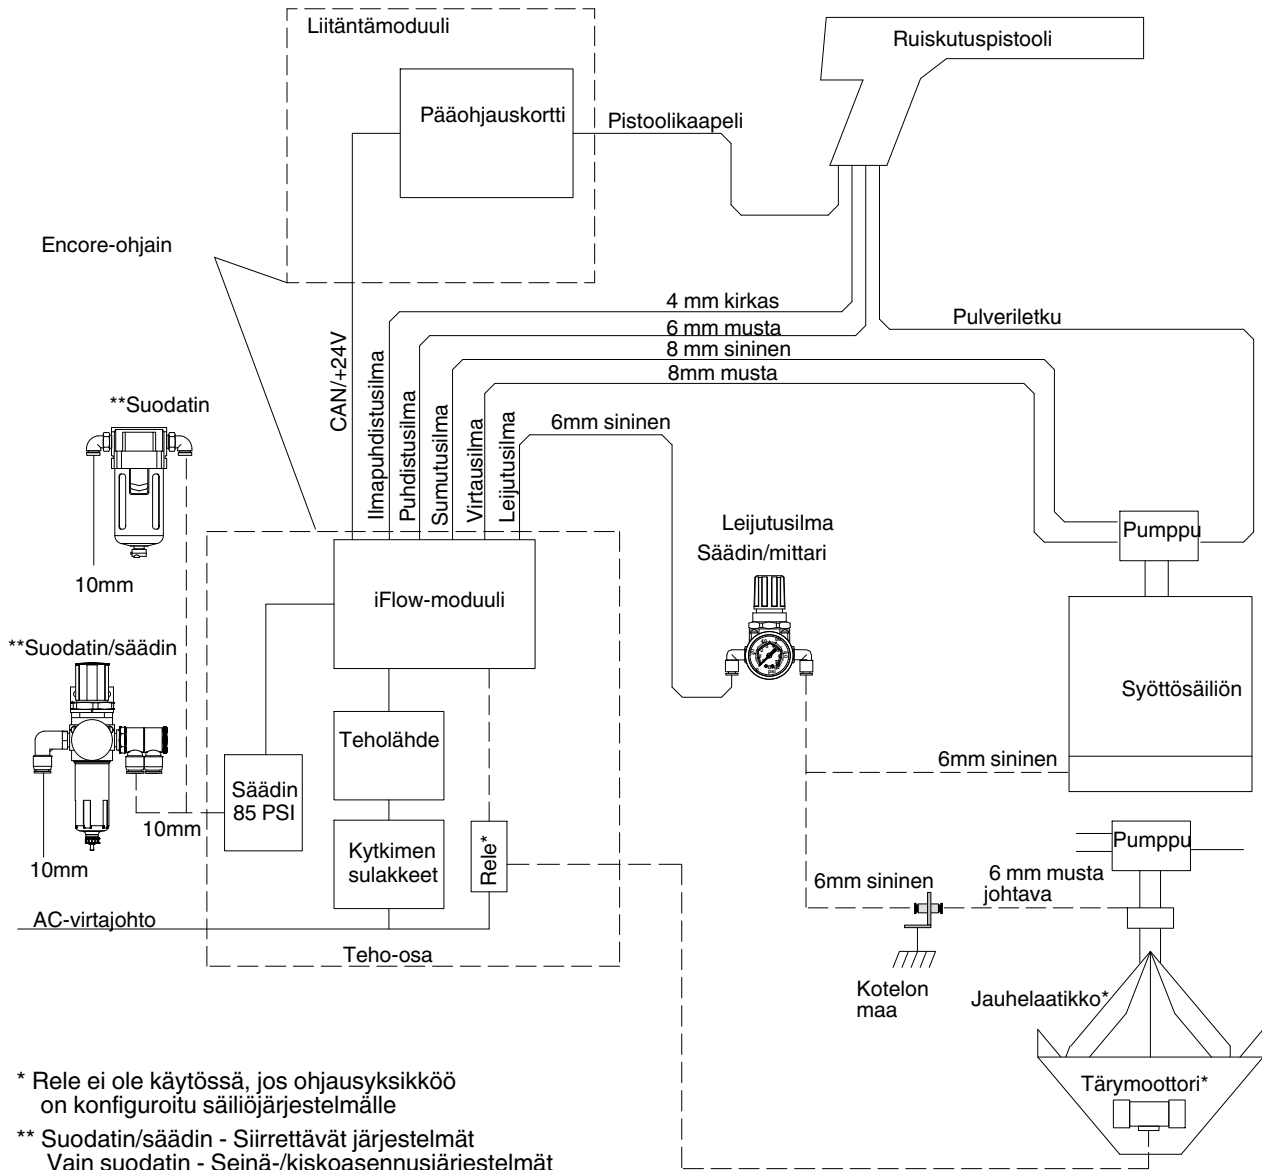 Liitäntämoduuli
Ruiskutuspistooli
Pääohjauskortti
Pistoolikaapeli
Encore-ohjain
4 mm kirkas
6 mm musta
Pulveriletku
8 mm sininen
8mm musta
CAN/+24V
Ilmapuhdistusilma
Puhdistusilma
Sumutusilma
Virtausilma
Leijutusilma
6mm sininen
**Suodatin
10mm
Leijutusilma
Säädin/mittari
Pumppu
iFlow-moduuli
**Suodatin/säädin
Syöttösäiliön
Teholähde
6mm sininen
Säädin
85 PSI
10mm
10mm
Kytkimen
sulakkeet
Rele*
Pumppu
6mm sininen
6 mm musta
johtava
AC-virtajohto
Teho-osa
Kotelon
maa
Jauhelaatikko*
Tärymoottori*
* Rele ei ole käytössä, jos ohjausyksikköö
on konfiguroitu säiliöjärjestelmälle
** Suodatin/säädin - Siirrettävät järjestelmät
Vain suodatin - Seinä-/kiskoasennusjärjestelmät